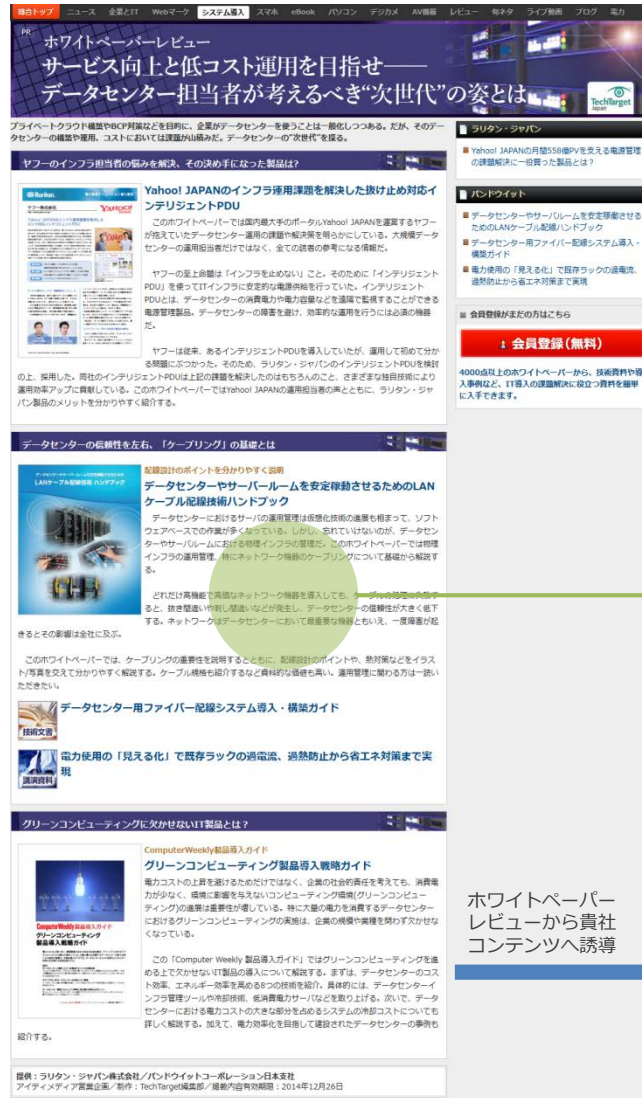 総合トップ ニュース 企業とIT Webマーケ システム導入 スマホ eBook パソコン デジカメ AV機器 レビュー 旬ネタ ライブ動画 ブログ 電力
PR
ホワイトペーパーレビュー
サービス向上と低コスト運用を目指せ――
データセンター担当者が考えるべき“次世代”の姿とは
TechTarget
Japan
プライベートクラウド構築やBCP対策などを目的に、企業がデータセンターを使うことは一般化しつつある。だが、そのデー
タセンターの構築や運用、コストにおいては課題が山積みだ。データセンターの“次世代”を探る。
ヤフーのインフラ担当者の悩みを解決、その決め手になった製品は?
Raritan.
ヤフー株式会社
YAHOO!
Yahoo! JAPANのインフラ運用課題を解決した抜け止め対応イ
ンテリジェントPDU
このホワイトペーパーでは国内最大手のポータルYahoo! JAPANを運営するヤフー
が抱えていたデータセンター運用の課題や解決策を明らかにしている。大規模データ
センターの運用担当者だけではなく、全ての読者の参考になる情報だ。
ヤフーの至上命題は「インフラを止めない」こと。そのために「インテリジェント
PDU」を使ってITインフラに安定的な電源供給を行っていた。インテリジェント
PDUとは、データセンターの消費電力や電力容量などを遠隔で監視することができる
電源管理製品。データセンターの障害を避け、効率的な運用を行うには必須の機器
だ。
ヤフーは従来、あるインテリジェントPDUを導入していたが、運用して初めて分か
る問題にぶつかった。そのため、ラリタン・ジャパンのインテリジェントPDUを検討
の上、採用した。同社のインテリジェントPDUは上記の課題を解決したのはもちろんのこと、さまざまな独自技術により
運用効率アップに貢献している。このホワイトペーパーではYahoo! JAPANの運用担当者の声とともに、ラリタン・ジャ
パン製品のメリットを分かりやすく紹介する。
データセンターの信頼性を左右、「ケーブリング」の基礎とは
データセンターやサーバルームを安定稼働させるための
LANケーブル配線技術 ハンドブック
配線設計のポイントを分かりやすく説明
データセンターやサーバルームを安定稼働させるためのLAN
ケーブル配線技術ハンドブック
データセンターにおけるサーバの運用管理は仮想化技術の進展も相まって、ソフト
ウェアベースでの作業が多くなっている。しかし、忘れていけないのが、データセン
ターやサーバルームにおける物理インフラの管理だ。このホワイトペーパーでは物理
インフラの運用管理、特にネットワーク機器のケーブリングについて基礎から解説す
る。
どれだけ高機能で高価なネットワーク機器を導入しても、ケーブルの処理に失敗す
ると、抜き間違いや刺し間違いなどが発生し、データセンターの信頼性が大きく低下
する。ネットワークはデータセンターにおいて最重要な機器ともいえ、一度障害が起
きるとその影響は全社に及ぶ。
このホワイトペーパーでは、ケーブリングの重要性を説明するとともに、配線設計のポイントや、熱対策などをイラス
ト/写真を交えて分かりやすく解説する。ケーブル規格も紹介するなど資料的な価値も高い。運用管理に関わる方は一読い
ただきたい。
技術文書
データセンター用ファイバー配線システム導入・構築ガイド
講演資料
電力使用の「見える化」で既存ラックの過電流、過熱防止から省エネ対策まで実
現
グリーンコンピューティングに欠かせないIT製品とは?
ComputerWeekly製品導入ガイド
グリーンコンピューティング
製品導入戦略ガイド
ComputerWeekly製品導入ガイド
グリーンコンピューティング製品導入戦略ガイド
電力コストの上昇を避けるためだけではなく、企業の社会的責任を考えても、消費電
力が少なく、環境に影響を与えないコンピューティング環境(グリーンコンピュー
ティング)の進展は重要性が増している。特に大量の電力を消費するデータセンター
におけるグリーンコンピューティングの実施は、企業の規模や業種を問わず欠かせな
くなっている。
この「Computer Weekly 製品導入ガイド」ではグリーンコンピューティングを進
める上で欠かせないIT製品の導入について解説する。まずは、データセンターのコス
ト効率、エネルギー効率を高める8つの技術を紹介。具体的には、データセンターイ
ンフラ管理ツールや冷却技術、低消費電力サーバなどを取り上げる。次いで、データ
センターにおける電力コストの大きな部分を占めるシステムの冷却コストについても
詳しく解説する。加えて、電力効率化を目指して建設されたデータセンターの事例も
紹介する。
提供:ラリタン・ジャパン株式会社/パンドウイットコーポレーション日本支社
アイティメディア営業企画/制作:TechTarget編集部/掲載内容有効期限:2014年12月26日
ラリタン・ジャパン
Yahoo! JAPANの月間558億PVを支える電源管理
の課題解決に一役買った製品とは?
パンドウイット
データセンターやサーバルームを安定稼働させる
ためのLANケーブル配線ハンドブック
データセンター用ファイバー配線システム導入・
構築ガイド
電力使用の「見える化」で既存ラックの過電流、
過熱防止から省エネ対策まで実現
会員登録がまだの方はこちら
会員登録(無料)
4000点以上のホワイトペーパーから、技術資料や導
入事例など、IT導入の課題解決に役立つ資料を簡単
に入手できます。
ホワイトペーパー
レビューから貴社
コンテンツへ誘導